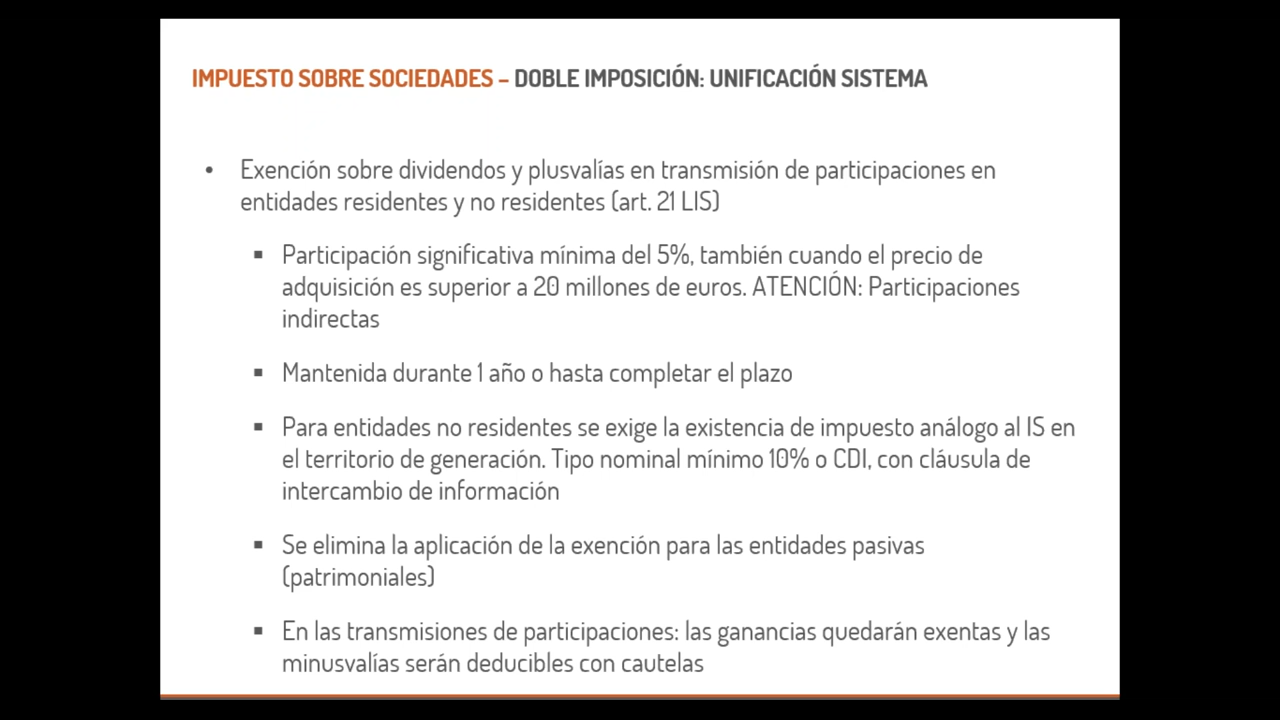 IMPUESTO SOBRE SOCIEDADES – DOBLE IMPOSICIÓN: UNIFICACIÓN SISTEMA
• Exención sobre dividendos y plusvalías en transmisión de participaciones en
entidades residentes y no residentes (art. 21 LIS)
▪ Participación significativa mínima del 5%, también cuando el precio de
adquisición es superior a 20 millones de euros. ATENCIÓN: Participaciones
indirectas
▪ Mantenida durante 1 año o hasta completar el plazo
▪ Para entidades no residentes se exige la existencia de impuesto análogo al IS en
el territorio de generación. Tipo nominal mínimo 10% o CDI, con cláusula de
intercambio de información
▪ Se elimina la aplicación de la exención para las entidades pasivas
(patrimoniales)
▪ En las transmisiones de participaciones: las ganancias quedarán exentas y las
minusvalías serán deducibles con cautelas